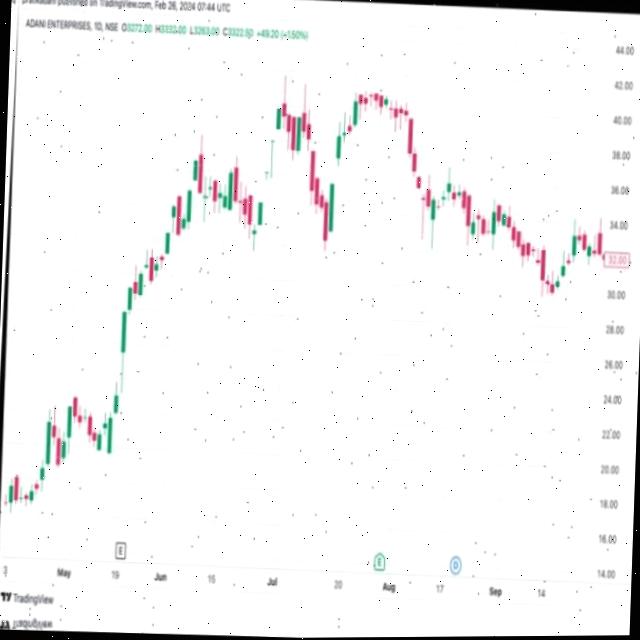 published on TradingView.com, Feb 26, 2024 07:44 UTC
ADANI ENTERPRISES, 1D, NSE O3272.00 H3332.00 L3263.00 C3322.50 +49.20 (+1.50%)
44.00
42.00
40.00
38.00
36.00
34.00
32.00
30.00
28.00
26.00
24.00
22.00
20.00
18.00
16.00
14.00
E
E
D
3 May 19 Jun 15 Jul 20 Aug 17 Sep 14
TradingView